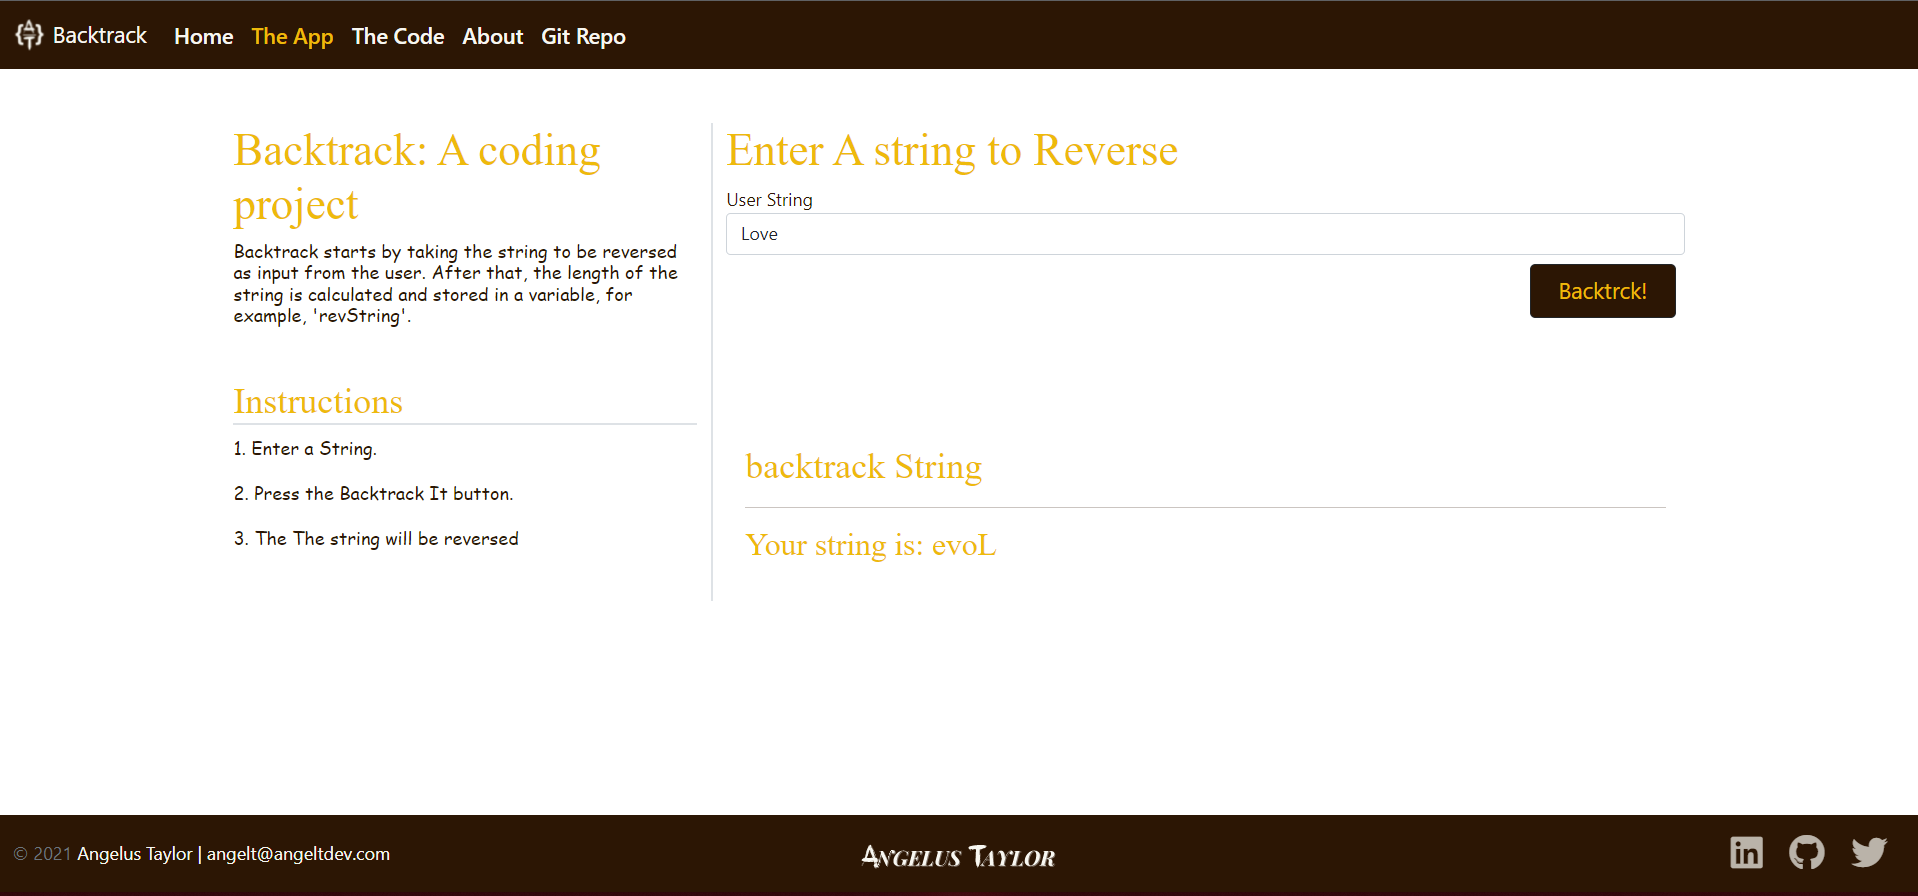 Backtrack Home The App The Code About Git Repo
Backtrack: A coding
project
Backtrack starts by taking the string to be reversed
as input from the user. After that, the length of the
string is calculated and stored in a variable, for
example, 'revString'.
Instructions
1. Enter a String.
2. Press the Backtrack It button.
3. The The string will be reversed
Enter A string to Reverse
User String
Love
Backtrck!
backtrack String
Your string is: evoL
© 2021 Angelus Taylor | angelt@angeltdev.com
Angelus Taylor
in